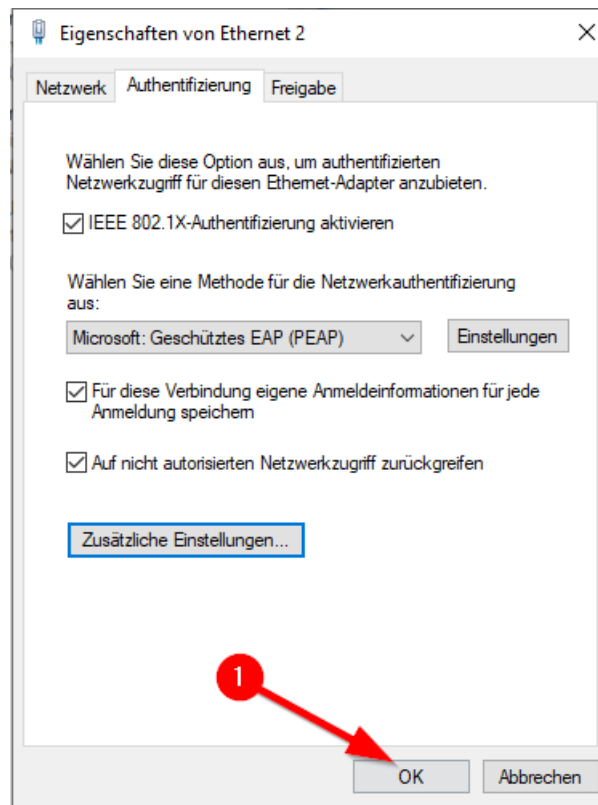 Eigenschaften von Ethernet 2
Netzwerk Authentifizierung Freigabe
Wählen Sie diese Option aus, um authentifizierten
Netzwerkzugriff für diesen Ethernet-Adapter anzubieten.
IEEE 802.1X-Authentifizierung aktivieren
Wählen Sie eine Methode für die Netzwerkauthentifizierung
aus:
Microsoft: Geschütztes EAP (PEAP) Einstellungen
Für diese Verbindung eigene Anmeldeinformationen für jede
Anmeldung speichern
Auf nicht autorisierten Netzwerkzugriff zurückgreifen
Zusätzliche Einstellungen...
1
OK Abbrechen